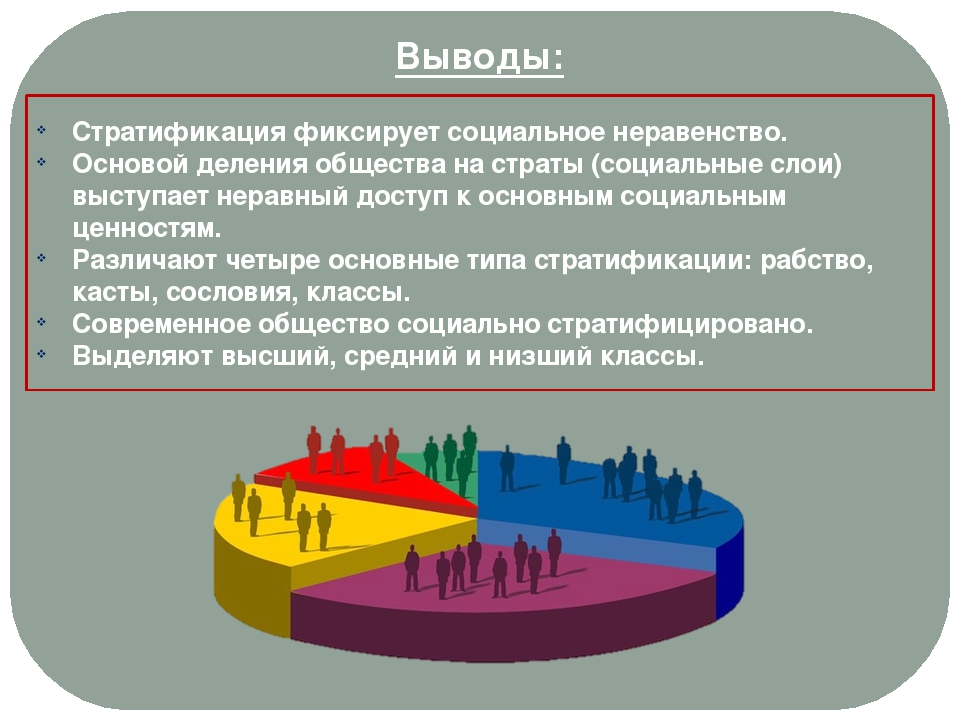 Выводы:
Стратификация фиксирует социальное неравенство.
Основой деления общества на страты (социальные слои)
выступает неравный доступ к основным социальным
ценностям.
Различают четыре основные типа стратификации: рабство,
касты, сословия, классы.
Современное общество социально стратифицировано.
Выделяют высший, средний и низший классы.